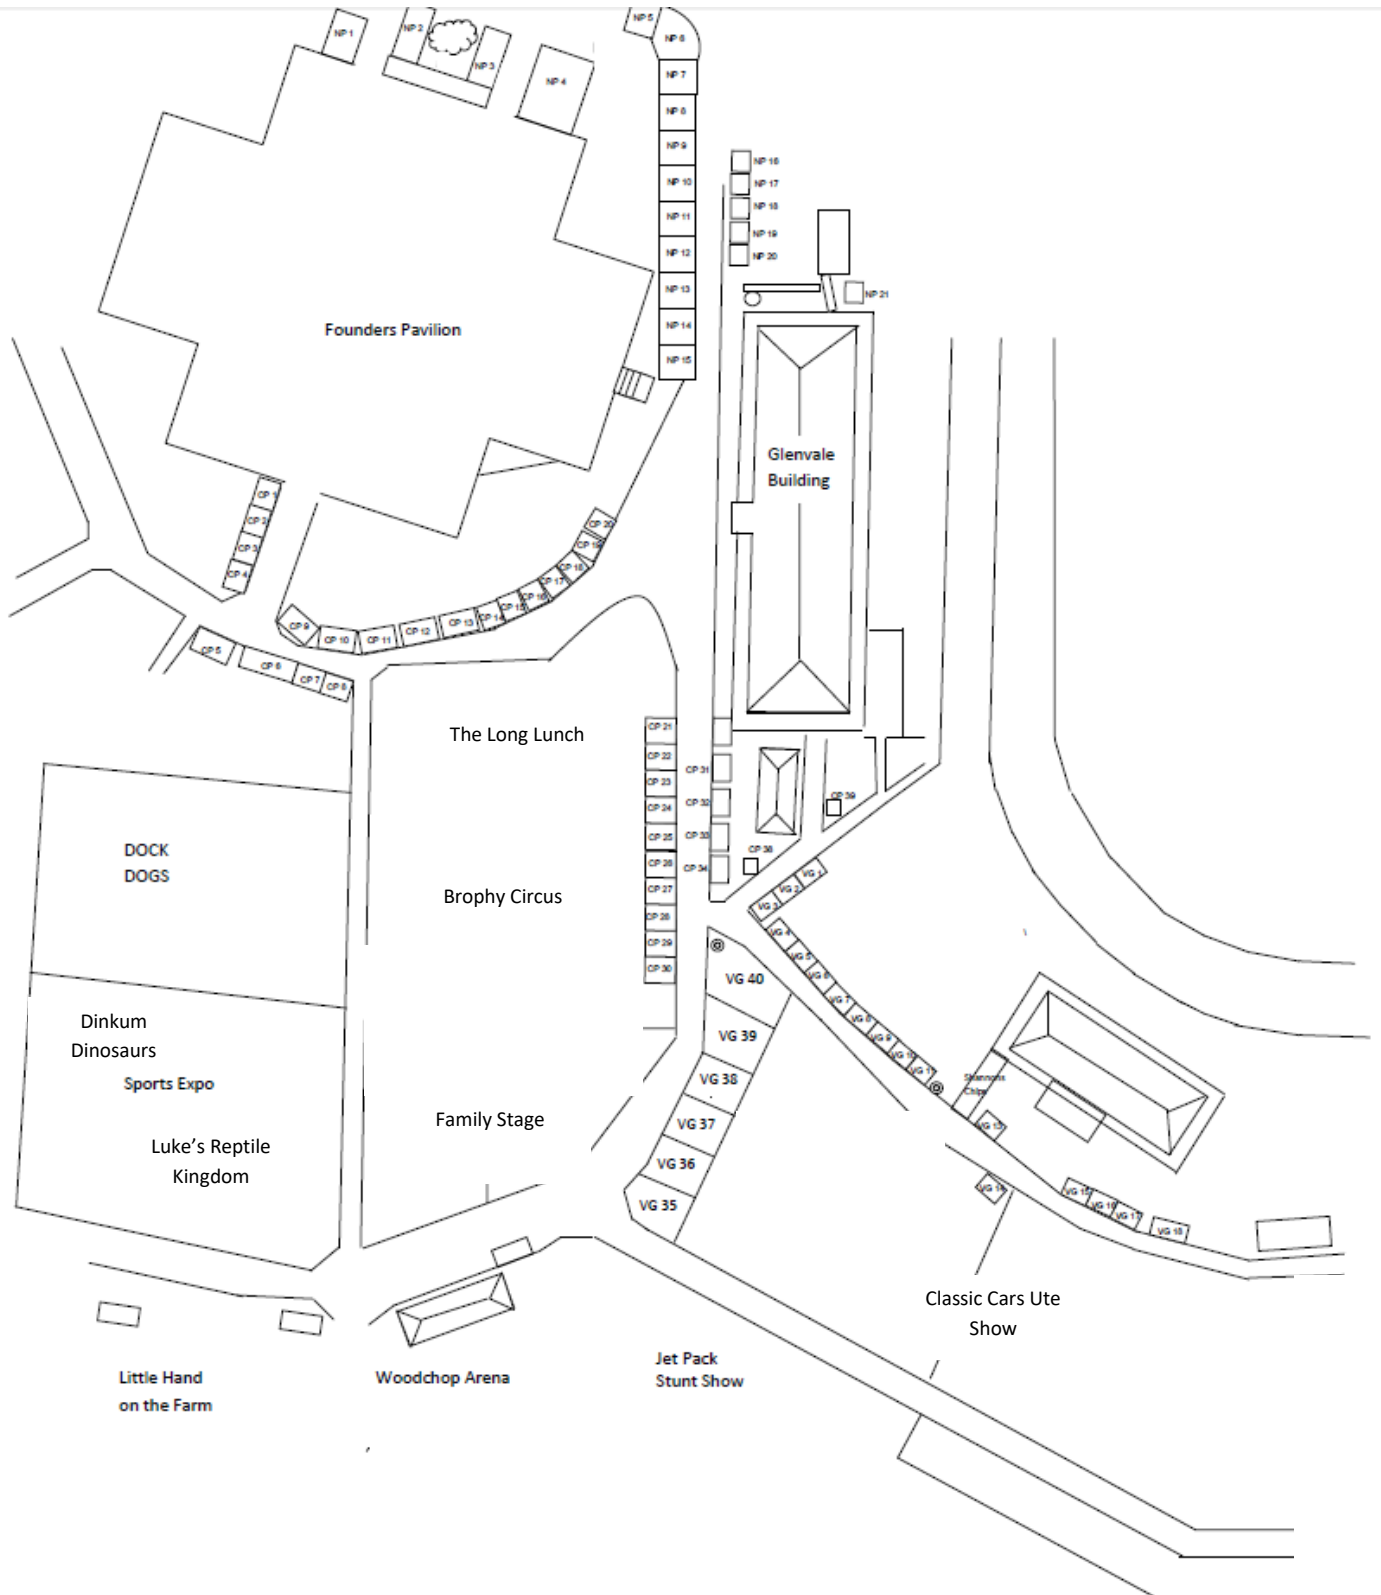 NP 1
NP 2
NP 3
NP 4
NP 5
NP 6
NP 7
NP 8
NP 9
NP 10
NP 11
NP 12
NP 13
NP 14
NP 15
NP 16
NP 17
NP 18
NP 19
NP 20
NP 21
Founders Pavilion
Glenvale
Building
CP 1
CP 2
CP 3
CP 4
CP 5
CP 6
CP 7
CP 8
CP 9
CP 10
CP 11
CP 12
CP 13
CP 14
CP 15
CP 16
CP 17
CP 18
CP 19
CP 20
The Long Lunch
CP 21
CP 22
CP 23
CP 24
CP 25
CP 26
CP 27
CP 28
CP 29
CP 30
CP 31
CP 32
CP 33
CP 34
CP 39
CP 38
DOCK
DOGS
Brophy Circus
VG 1
VG 2
VG 3
VG 4
VG 5
VG 6
VG 7
VG 8
VG 9
VG 10
VG 11
Shannons
Chips
VG 13
VG 14
VG 15
VG 16
VG 17
VG 18
VG 40
VG 39
VG 38
VG 37
VG 36
VG 35
Dinkum
Dinosaurs
Sports Expo
Luke's Reptile
Kingdom
Family Stage
Classic Cars Ute
Show
Little Hand
on the Farm
Woodchop Arena
Jet Pack
Stunt Show